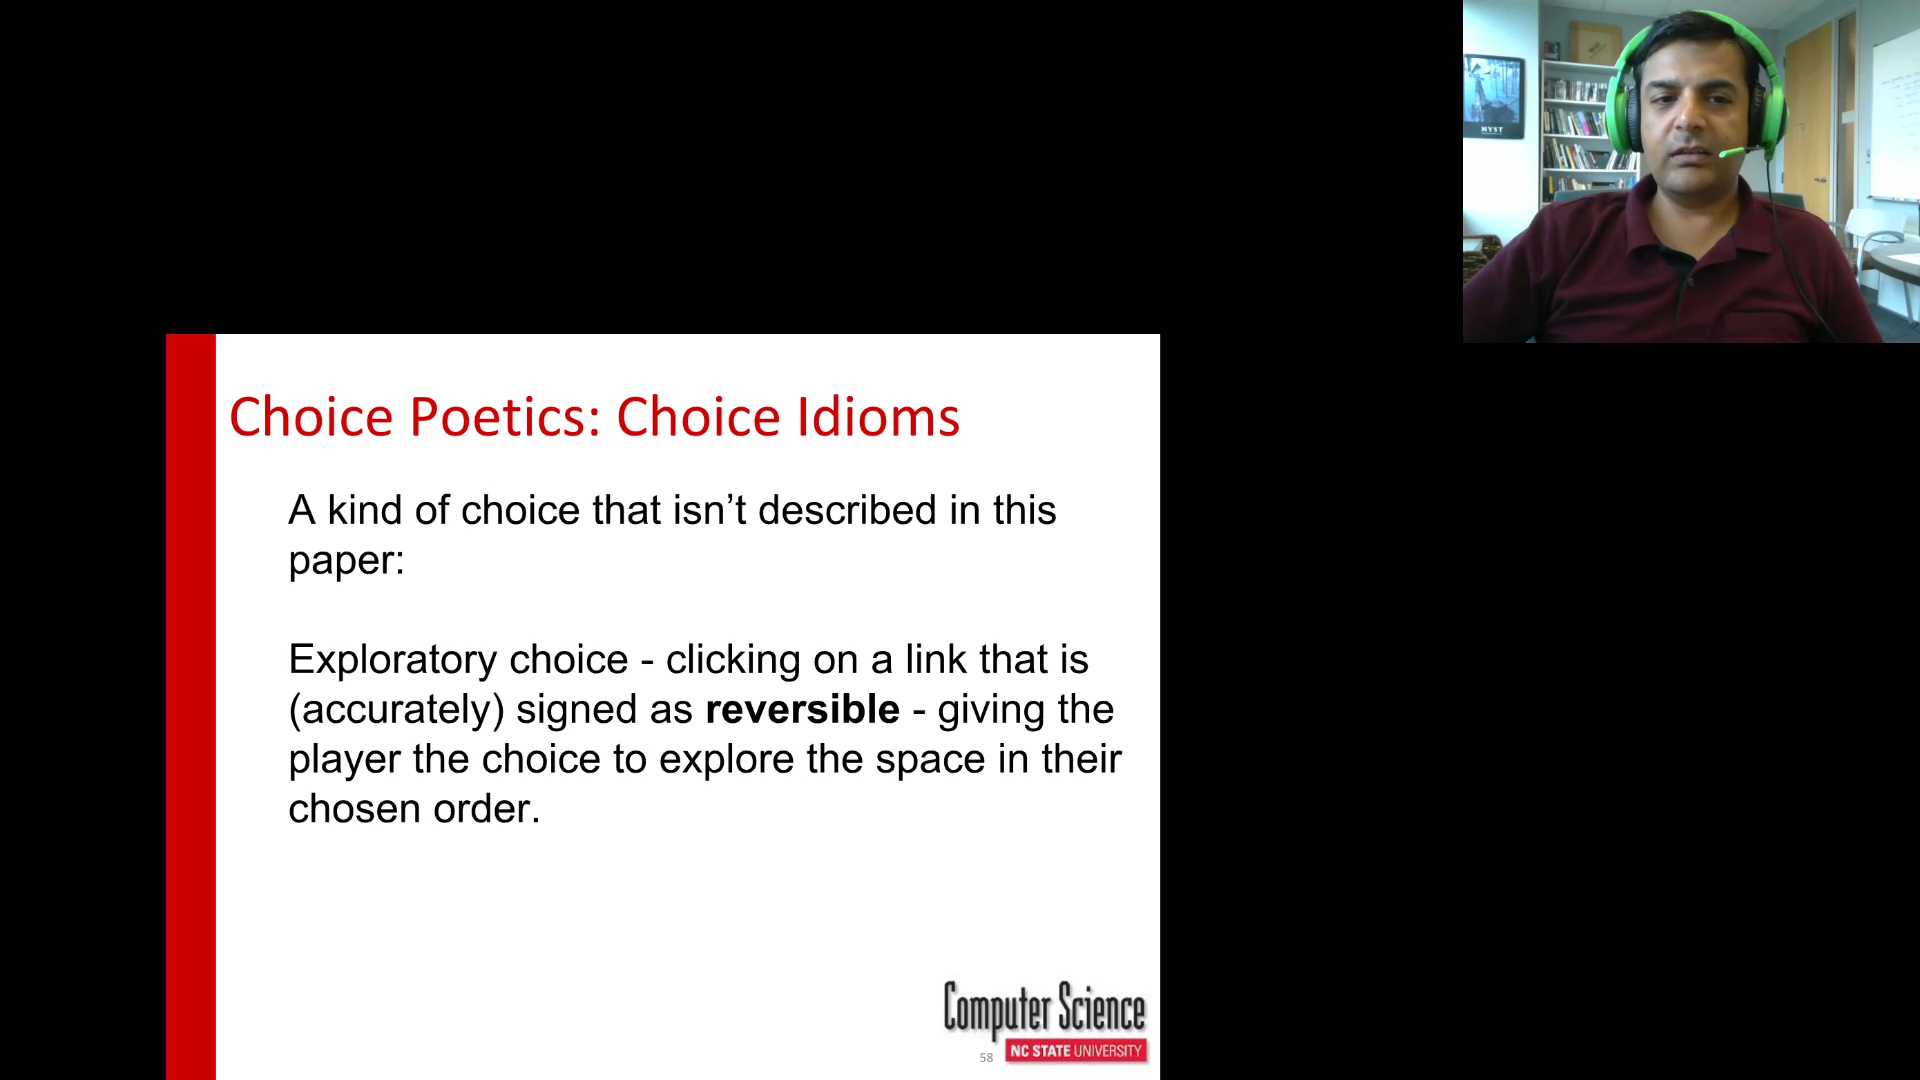 MYST
Choice Poetics: Choice Idioms
A kind of choice that isn’t described in this
paper:
Exploratory choice - clicking on a link that is
(accurately) signed as reversible - giving the
player the choice to explore the space in their
chosen order.
Computer Science
58
NC STATE UNIVERSITY